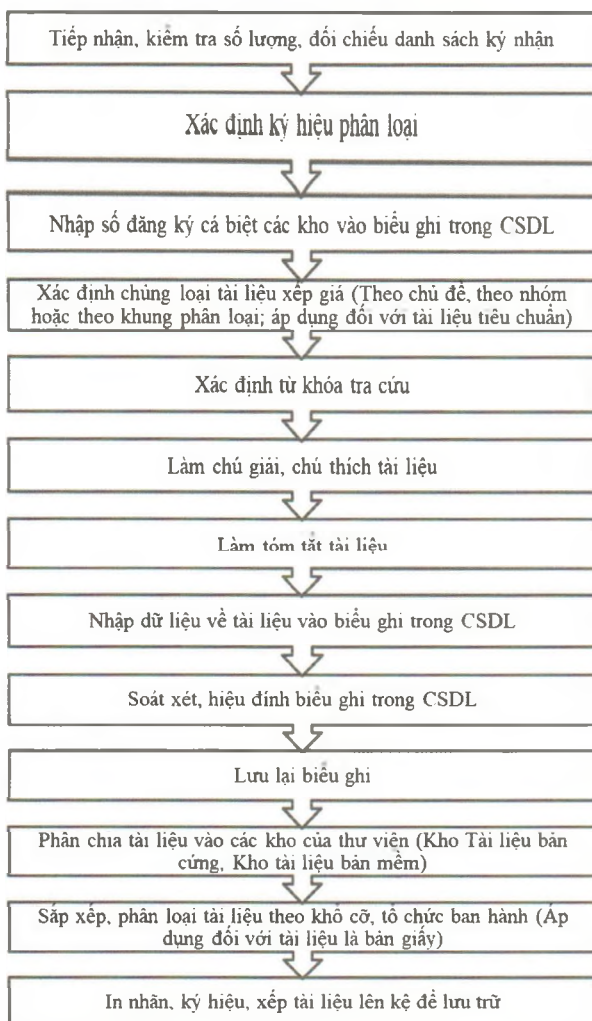 Tiếp nhận, kiểm tra số lượng, đối chiếu danh sách ký nhận
Xác định ký hiệu phân loại
Nhập số đăng ký cá biệt các kho vào biểu ghi trong CSDL
Xác định chủng loại tài liệu xếp giá (Theo chủ đề, theo nhóm
hoặc theo khung phân loại; áp dụng đối với tài liệu tiêu chuẩn)
Xác định từ khóa tra cứu
Làm chú giải, chú thích tài liệu
Làm tóm tắt tài liệu
Nhập dữ liệu về tài liệu vào biểu ghi trong CSDL
Soát xét, hiệu đính biểu ghi trong CSDL
Lưu lại biểu ghi
Phân chia tài liệu vào các kho của thư viện (Kho Tài liệu bản
cứng, Kho tài liệu bản mềm)
Sắp xếp, phân loại tài liệu theo khổ cỡ, tổ chức ban hành (Áp
dụng đối với tài liệu là bản giấy)
In nhãn, ký hiệu, xếp tài liệu lên kệ để lưu trữ